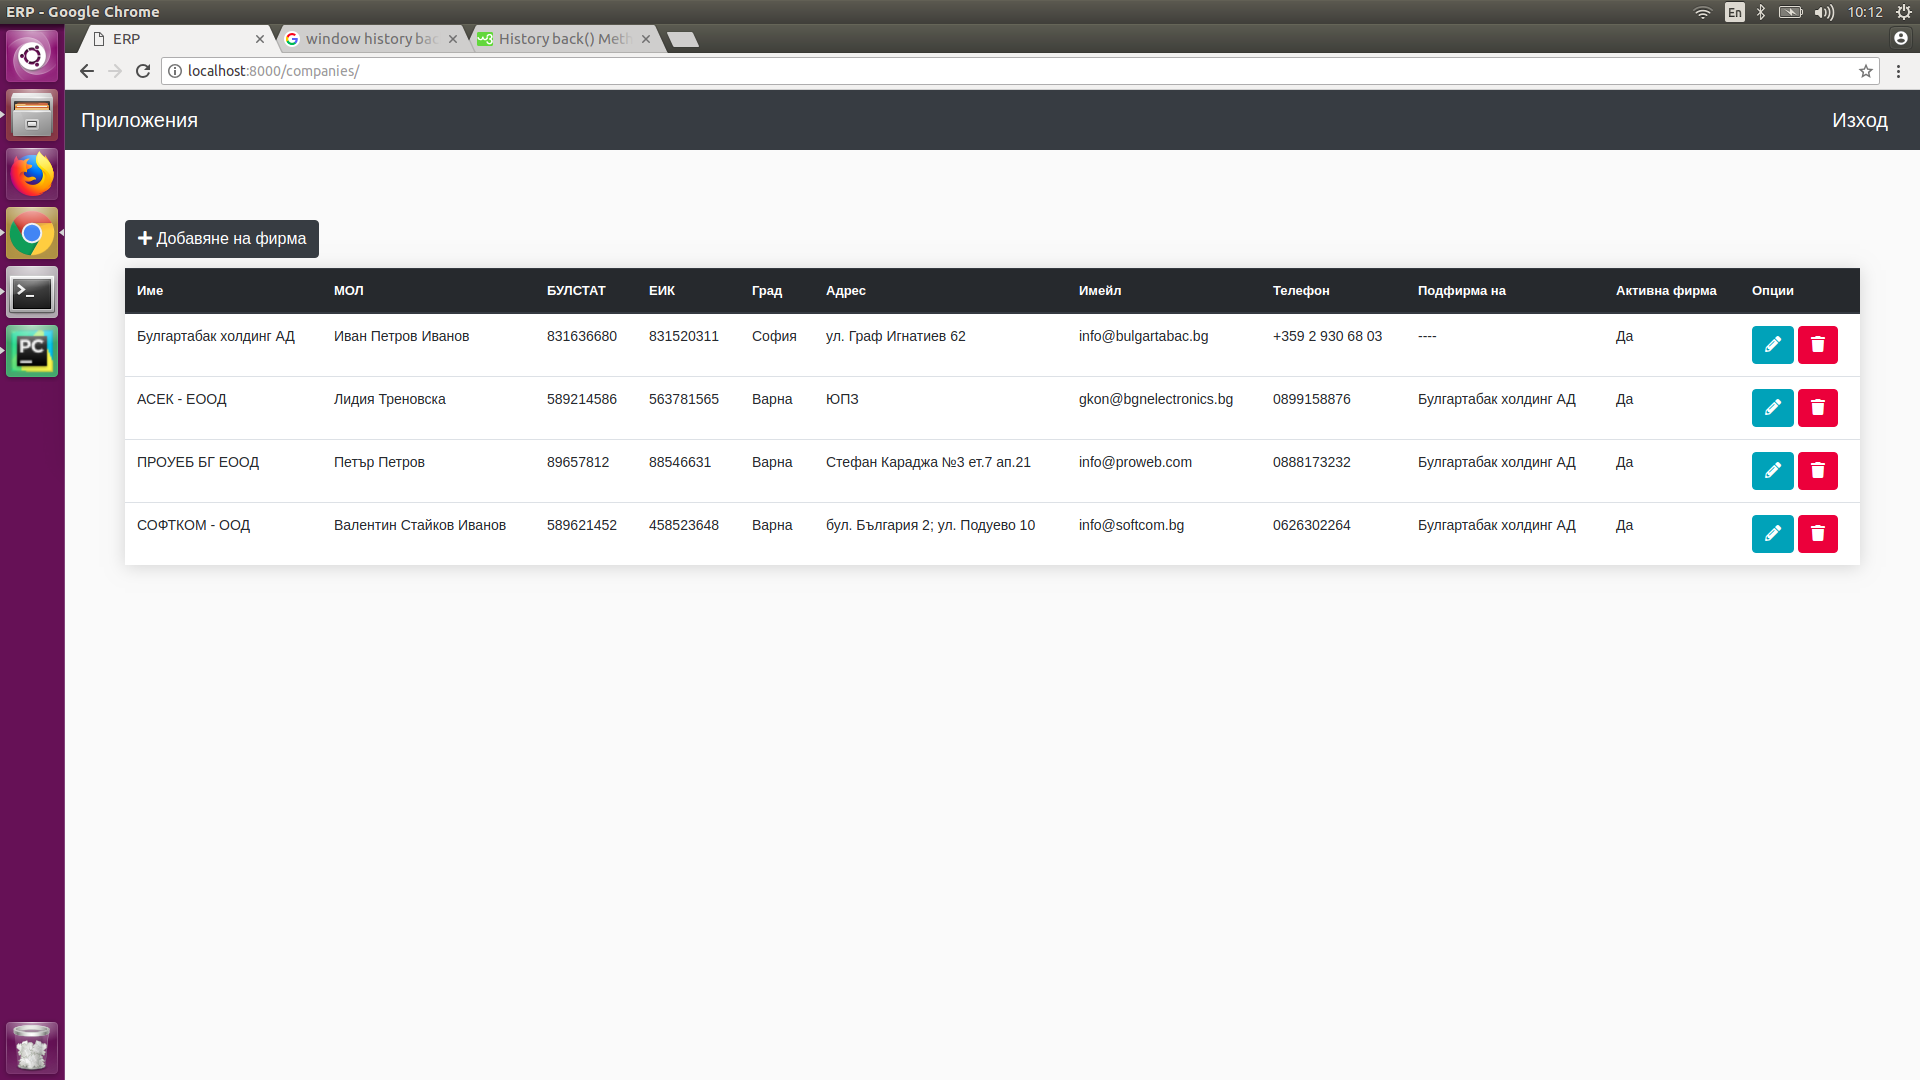 ERP - Google Chrome
En
10:12
ERP
window history bac
History back() Meth
localhost:8000/companies/
Приложения
Изход
Добавяне на фирма
Име МОЛ БУЛСТАТ ЕИК Град Адрес Имейл Телефон Подфирма на Активна фирма Опции
Булгартабак холдинг АД Иван Петров Иванов 831636680 831520311 София ул. Граф Игнатиев 62 info@bulgartabac.bg +359 2 930 68 03 ---- Да
АСЕК - ЕООД Лидия Треновска 589214586 563781565 Варна ЮПЗ gkon@bgnelectronics.bg 0899158876 Булгартабак холдинг АД Да
ПРОУЕБ БГ ЕООД Петър Петров 89657812 88546631 Варна Стефан Караджа №3 ет.7 ап.21 info@proweb.com 0888173232 Булгартабак холдинг АД Да
СОФТКОМ - ООД Валентин Стайков Иванов 589621452 458523648 Варна бул. България 2; ул. Подуево 10 info@softcom.bg 0626302264 Булгартабак холдинг АД Да
PC